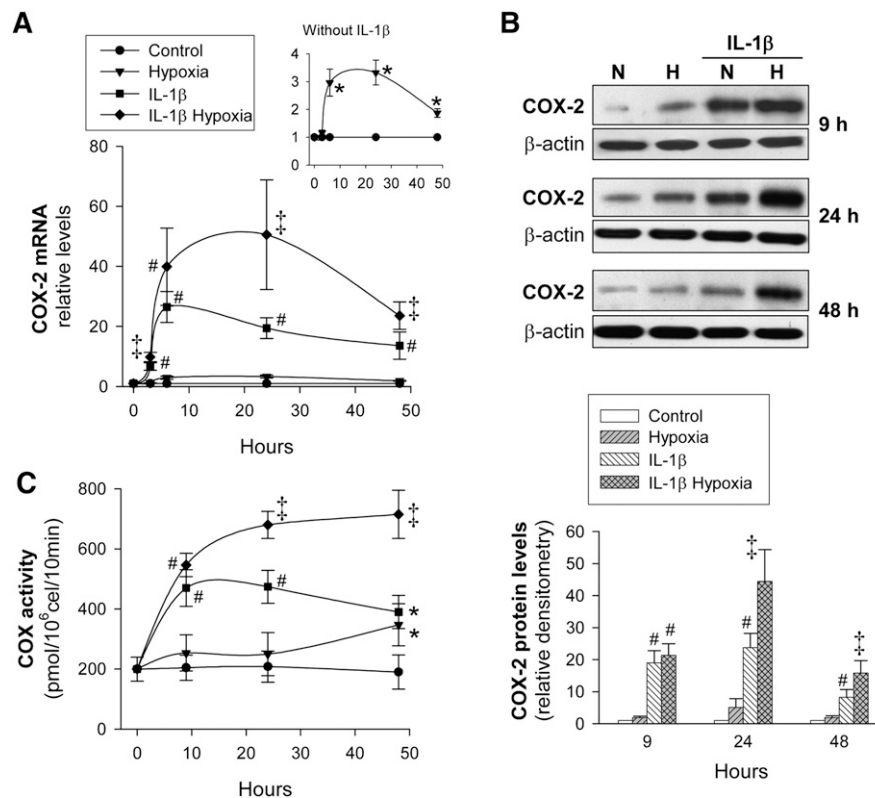 A
Control
Hypoxia
IL-1β
IL-1β Hypoxia
Without IL-1β
4
3
2
1
0
0 10 20 30 40 50
*
*
*
COX-2 mRNA
relative levels
80
60
40
20
0
‡
‡
#
#
#
‡
‡
#
‡
‡
#
0 10 20 30 40 50
Hours
B
IL-1β
N H N H
COX-2
β-actin
9 h
COX-2
β-actin
24 h
COX-2
β-actin
48 h
Control
Hypoxia
IL-1β
IL-1β Hypoxia
COX-2 protein levels
(relative densitometry)
60
50
40
30
20
10
0
# #
#
‡
‡
#
‡
‡
9 24 48
Hours
C
COX activity
(pmol/10⁶cel/10min)
800
600
400
200
0
#
#
‡
‡
#
‡
‡
*
*
0 10 20 30 40 50
Hours